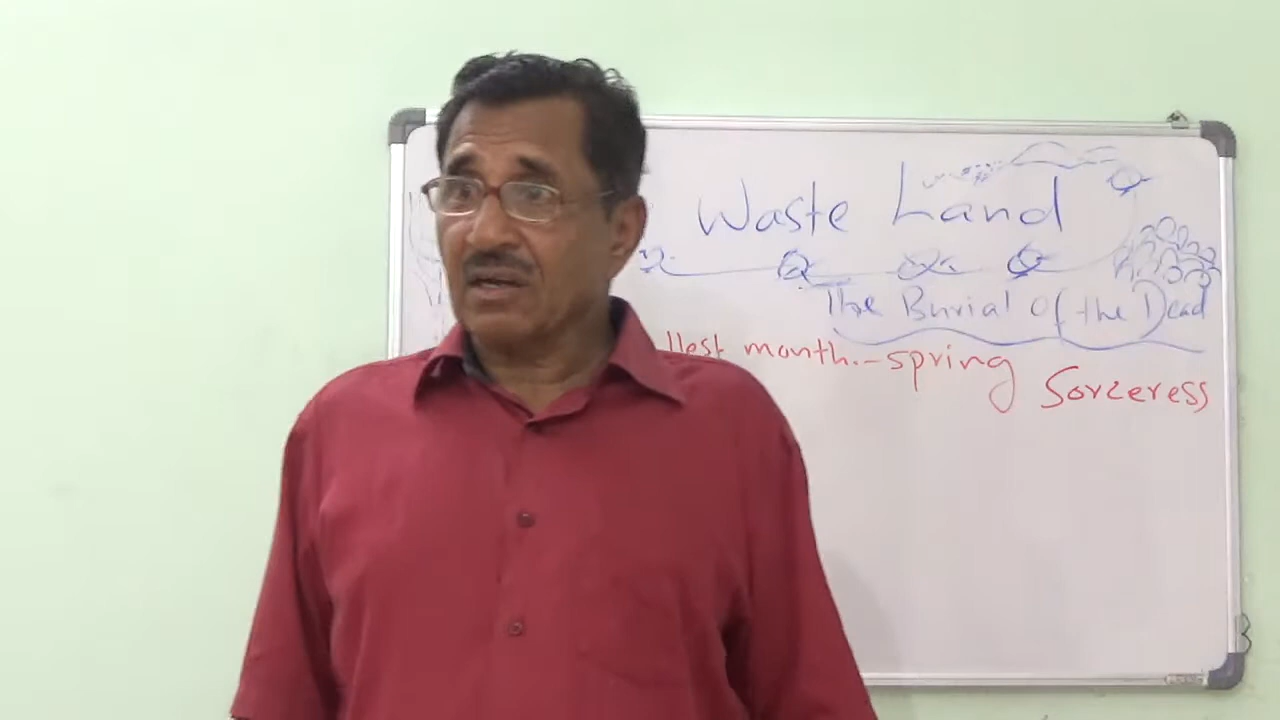 Waste Land
The Burial Of the Dead
llest month.-spring
Sorceress